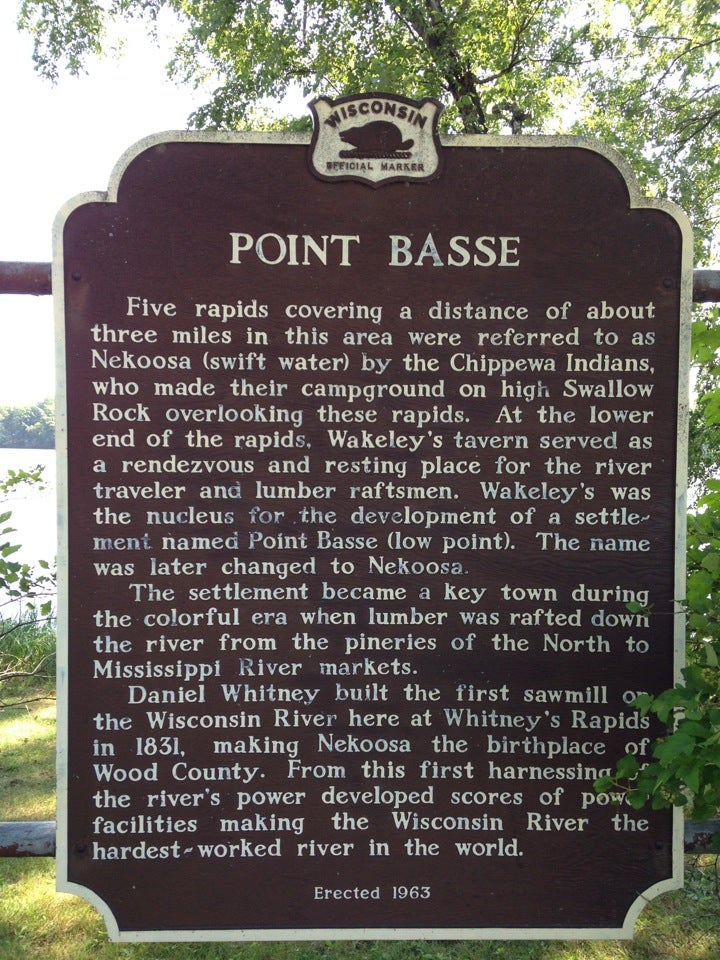 WISCONSIN
OFFICIAL MARKER
POINT BASSE
Five rapids covering a distance of about
three miles in this area were referred to as
Nekoosa (swift water) by the Chippewa Indians,
who made their campground on high Swallow
Rock overlooking these rapids. At the lower
end of the rapids, Wakeley's tavern served as
a rendezvous and resting place for the river
traveler and lumber raftsmen. Wakeley's was
the nucleus for the development of a settle-
ment named Point Basse (low point). The name
was later changed to Nekoosa.
The settlement became a key town during
the colorful era when lumber was rafted down
the river from the pineries of the North to
Mississippi River markets.
Daniel Whitney built the first sawmill on
the Wisconsin River here at Whitney's Rapids
in 1831, making Nekoosa the birthplace of
Wood County. From this first harnessing of
the river's power developed scores of power
facilities making the Wisconsin River the
hardest-worked river in the world.
Erected 1963